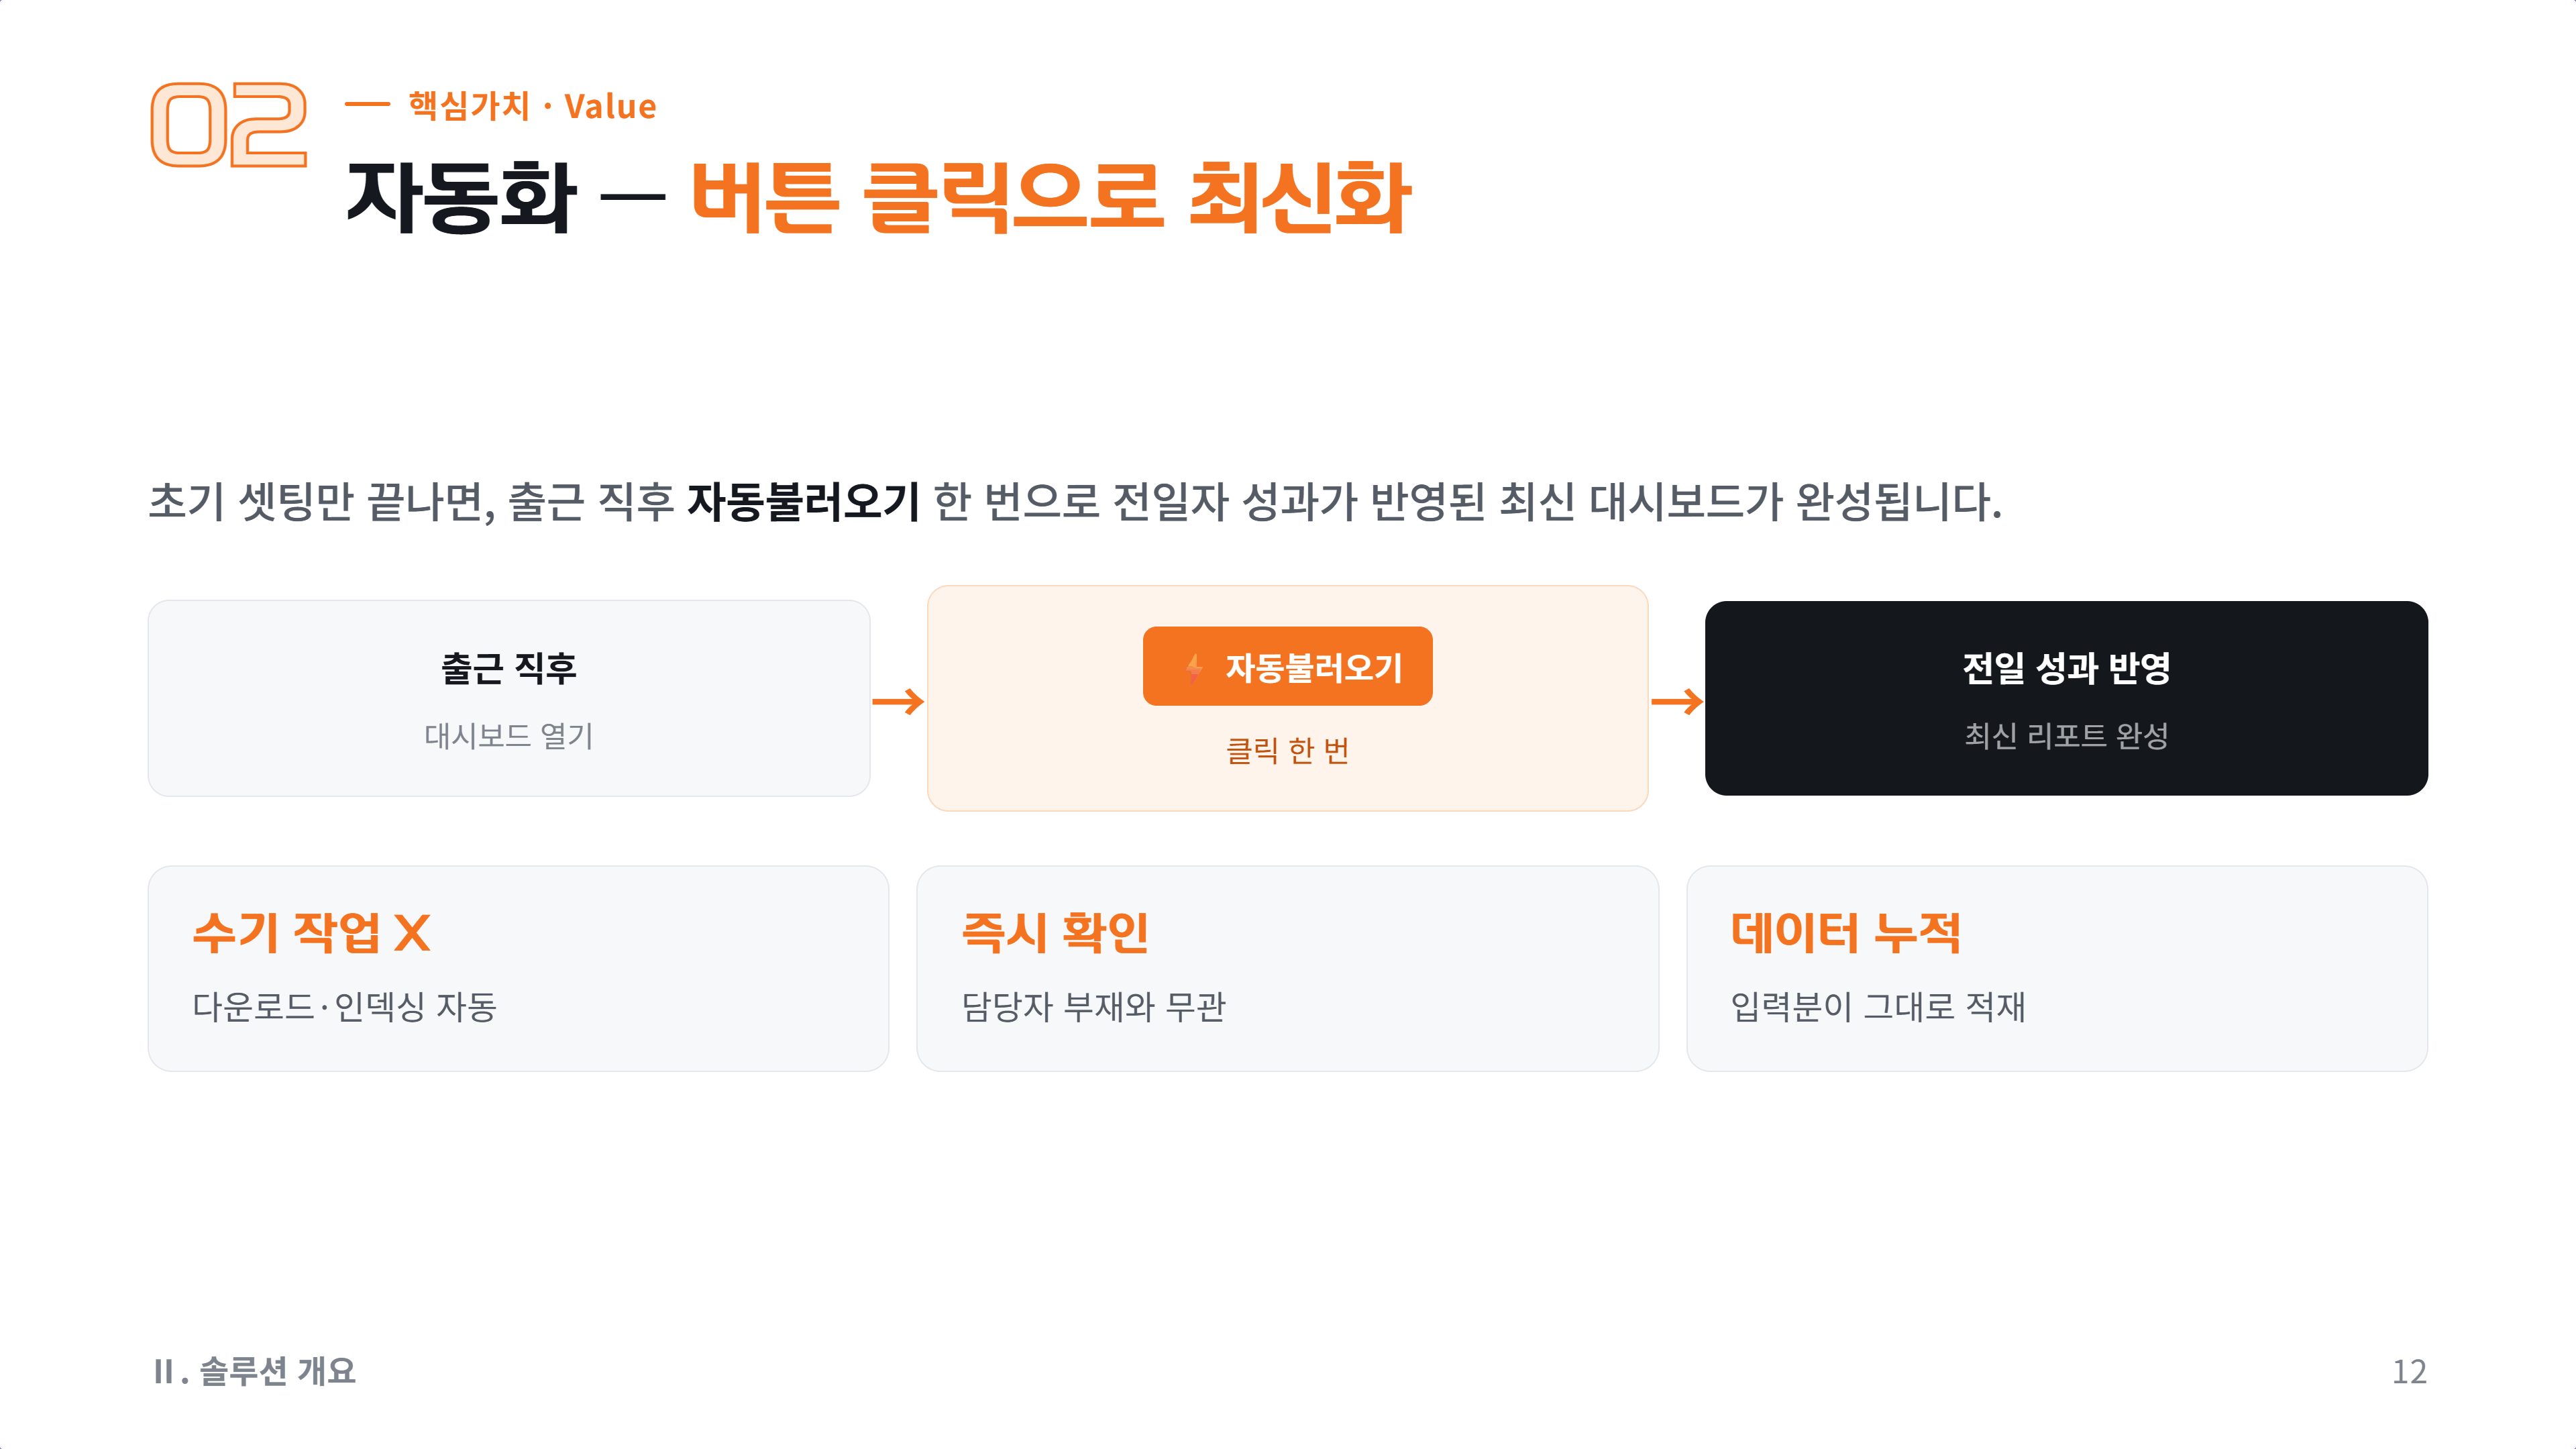 02
핵심가치 · Value
자동화 — 버튼 클릭으로 최신화
초기 셋팅만 끝나면, 출근 직후 자동불러오기 한 번으로 전일자 성과가 반영된 최신 대시보드가 완성됩니다.
출근 직후
대시보드 열기
→
⚡ 자동불러오기
클릭 한 번
→
전일 성과 반영
최신 리포트 완성
수기 작업 X
다운로드·인덱싱 자동
즉시 확인
담당자 부재와 무관
데이터 누적
입력분이 그대로 적재
II. 솔루션 개요
12